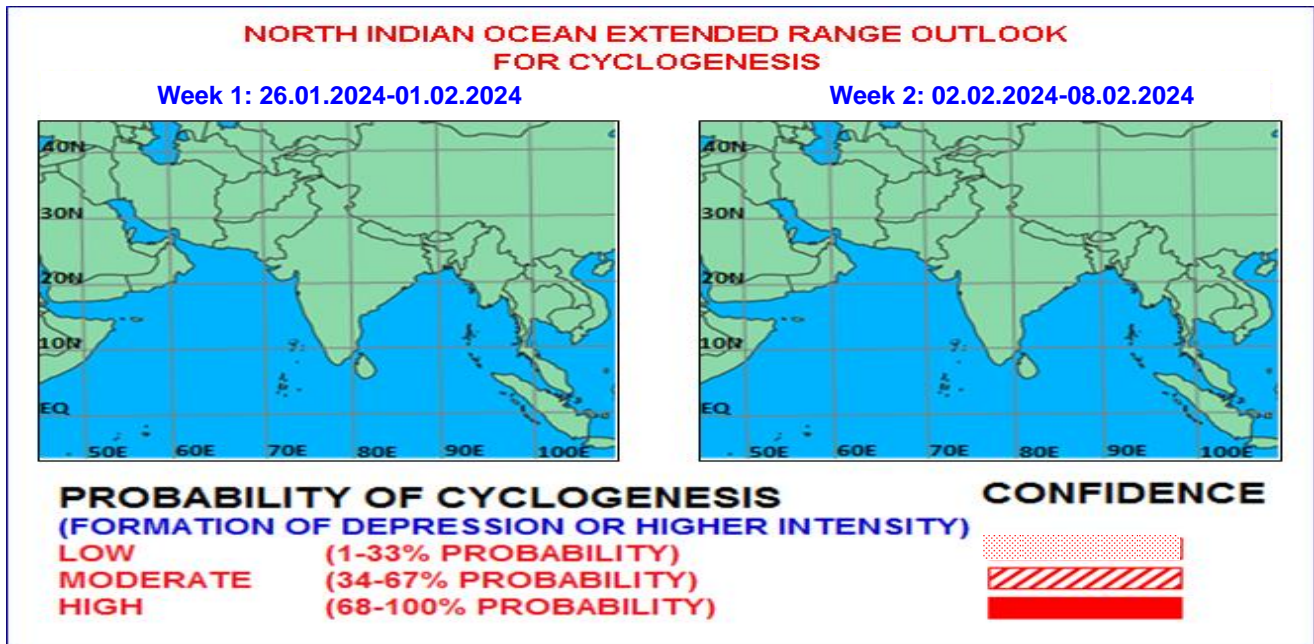 NORTH INDIAN OCEAN EXTENDED RANGE OUTLOOK
FOR CYCLOGENESIS
Week 1: 26.01.2024-01.02.2024
40N
30N
20N
10N
EQ
50E 60E 70E 80E 90E 100E
Week 2: 02.02.2024-08.02.2024
40N
30N
20N
10N
EQ
50E 60E 70E 80E 90E 100E
PROBABILITY OF CYCLOGENESIS CONFIDENCE
(FORMATION OF DEPRESSION OR HIGHER INTENSITY)
LOW (1-33% PROBABILITY)
MODERATE (34-67% PROBABILITY)
HIGH (68-100% PROBABILITY)